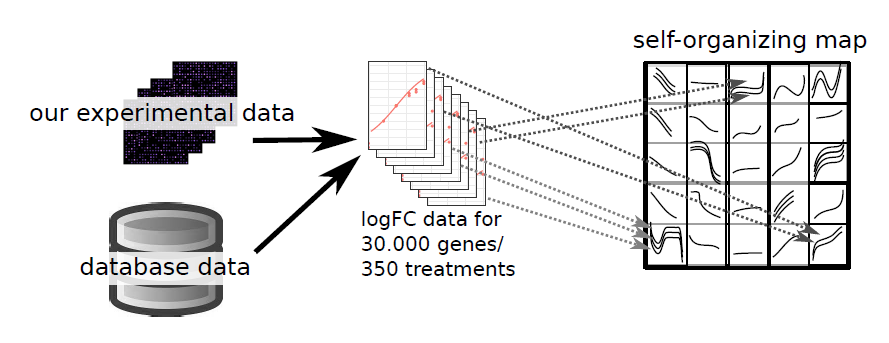 self-organizing map
our experimental data
logFC data for
30.000 genes/
350 treatments
database data